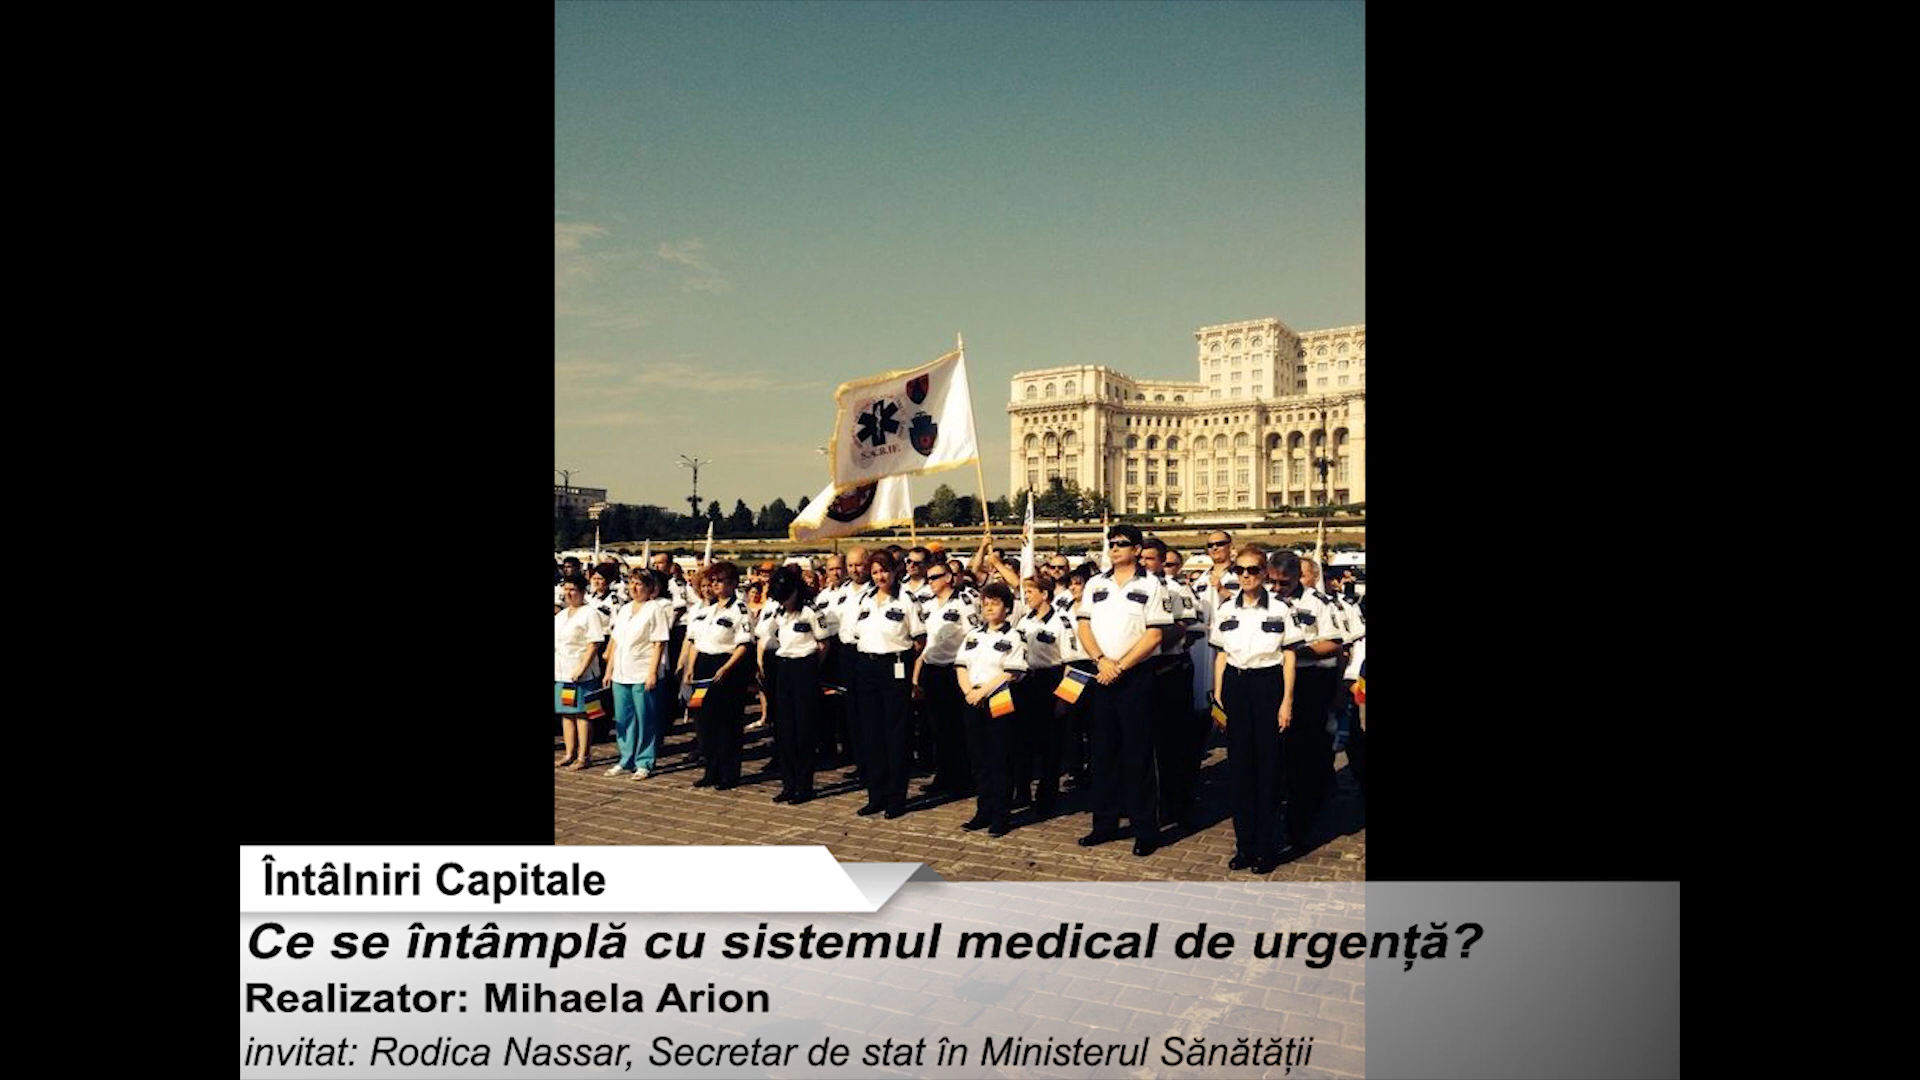 S.A.B.IF.
Întâlniri Capitale
Ce se întâmplă cu sistemul medical de urgență?
Realizator: Mihaela Arion
invitat: Rodica Nassar, Secretar de stat în Ministerul Sănătății